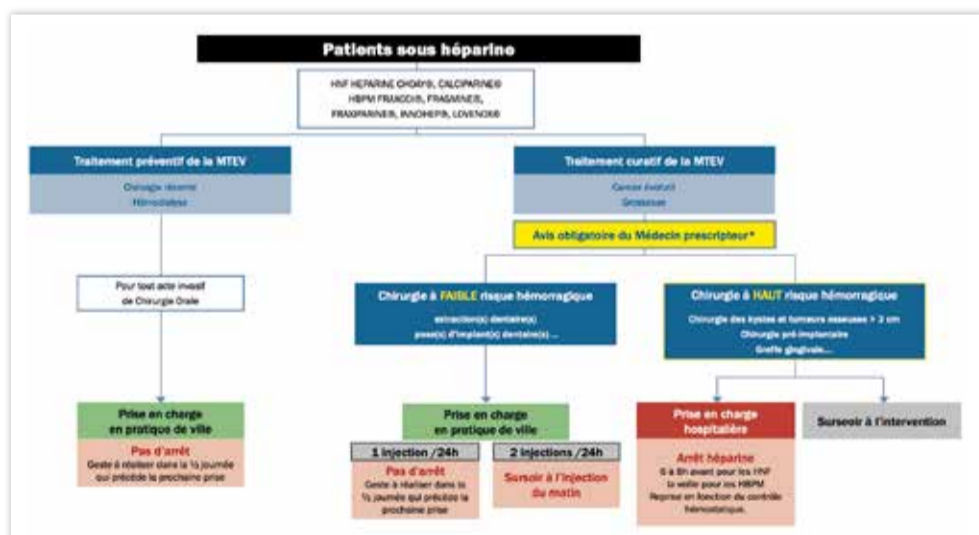 Patients sous héparine
HNF HEPARINE CHOAY®, CALCIPARINE®
HBPM FRAXODI®, FRAGMINE®,
FRAXIPARINE®, INNOHEP®, LOVENOX®
Traitement préventif de la MTEV
Chirurgie récente
Hémodialyse
Traitement curatif de la MTEV
Cancer évolutif
Grossesse
Avis obligatoire du Médecin prescripteur*
Pour tout acte invasif
de Chirurgie Orale
Chirurgie à FAIBLE risque hémorragique
extraction(s) dentaire(s)
pose(s) d'implant(s) dentaire(s)...
Chirurgie à HAUT risque hémorragique
Chirurgie des kystes et tumeurs osseuses > 3 cm
Chirurgie pré-implantaire
Greffe gingivale...
Prise en charge
en pratique de ville
Pas d'arrêt
Geste à réaliser dans la ½ journée
qui précède la prochaine prise
Prise en charge
en pratique de ville
1 injection /24h
Pas d'arrêt
Geste à réaliser dans la
½ journée qui précède la
prochaine prise
2 injections /24h
Sursoir à l'injection
du matin
Prise en charge
hospitalière
Arrêt héparine
6 à 8h avant pour les HNF
la veille pour les HBPM
Reprise en fonction du contrôle
hémostatique.
Surseoir à l'intervention